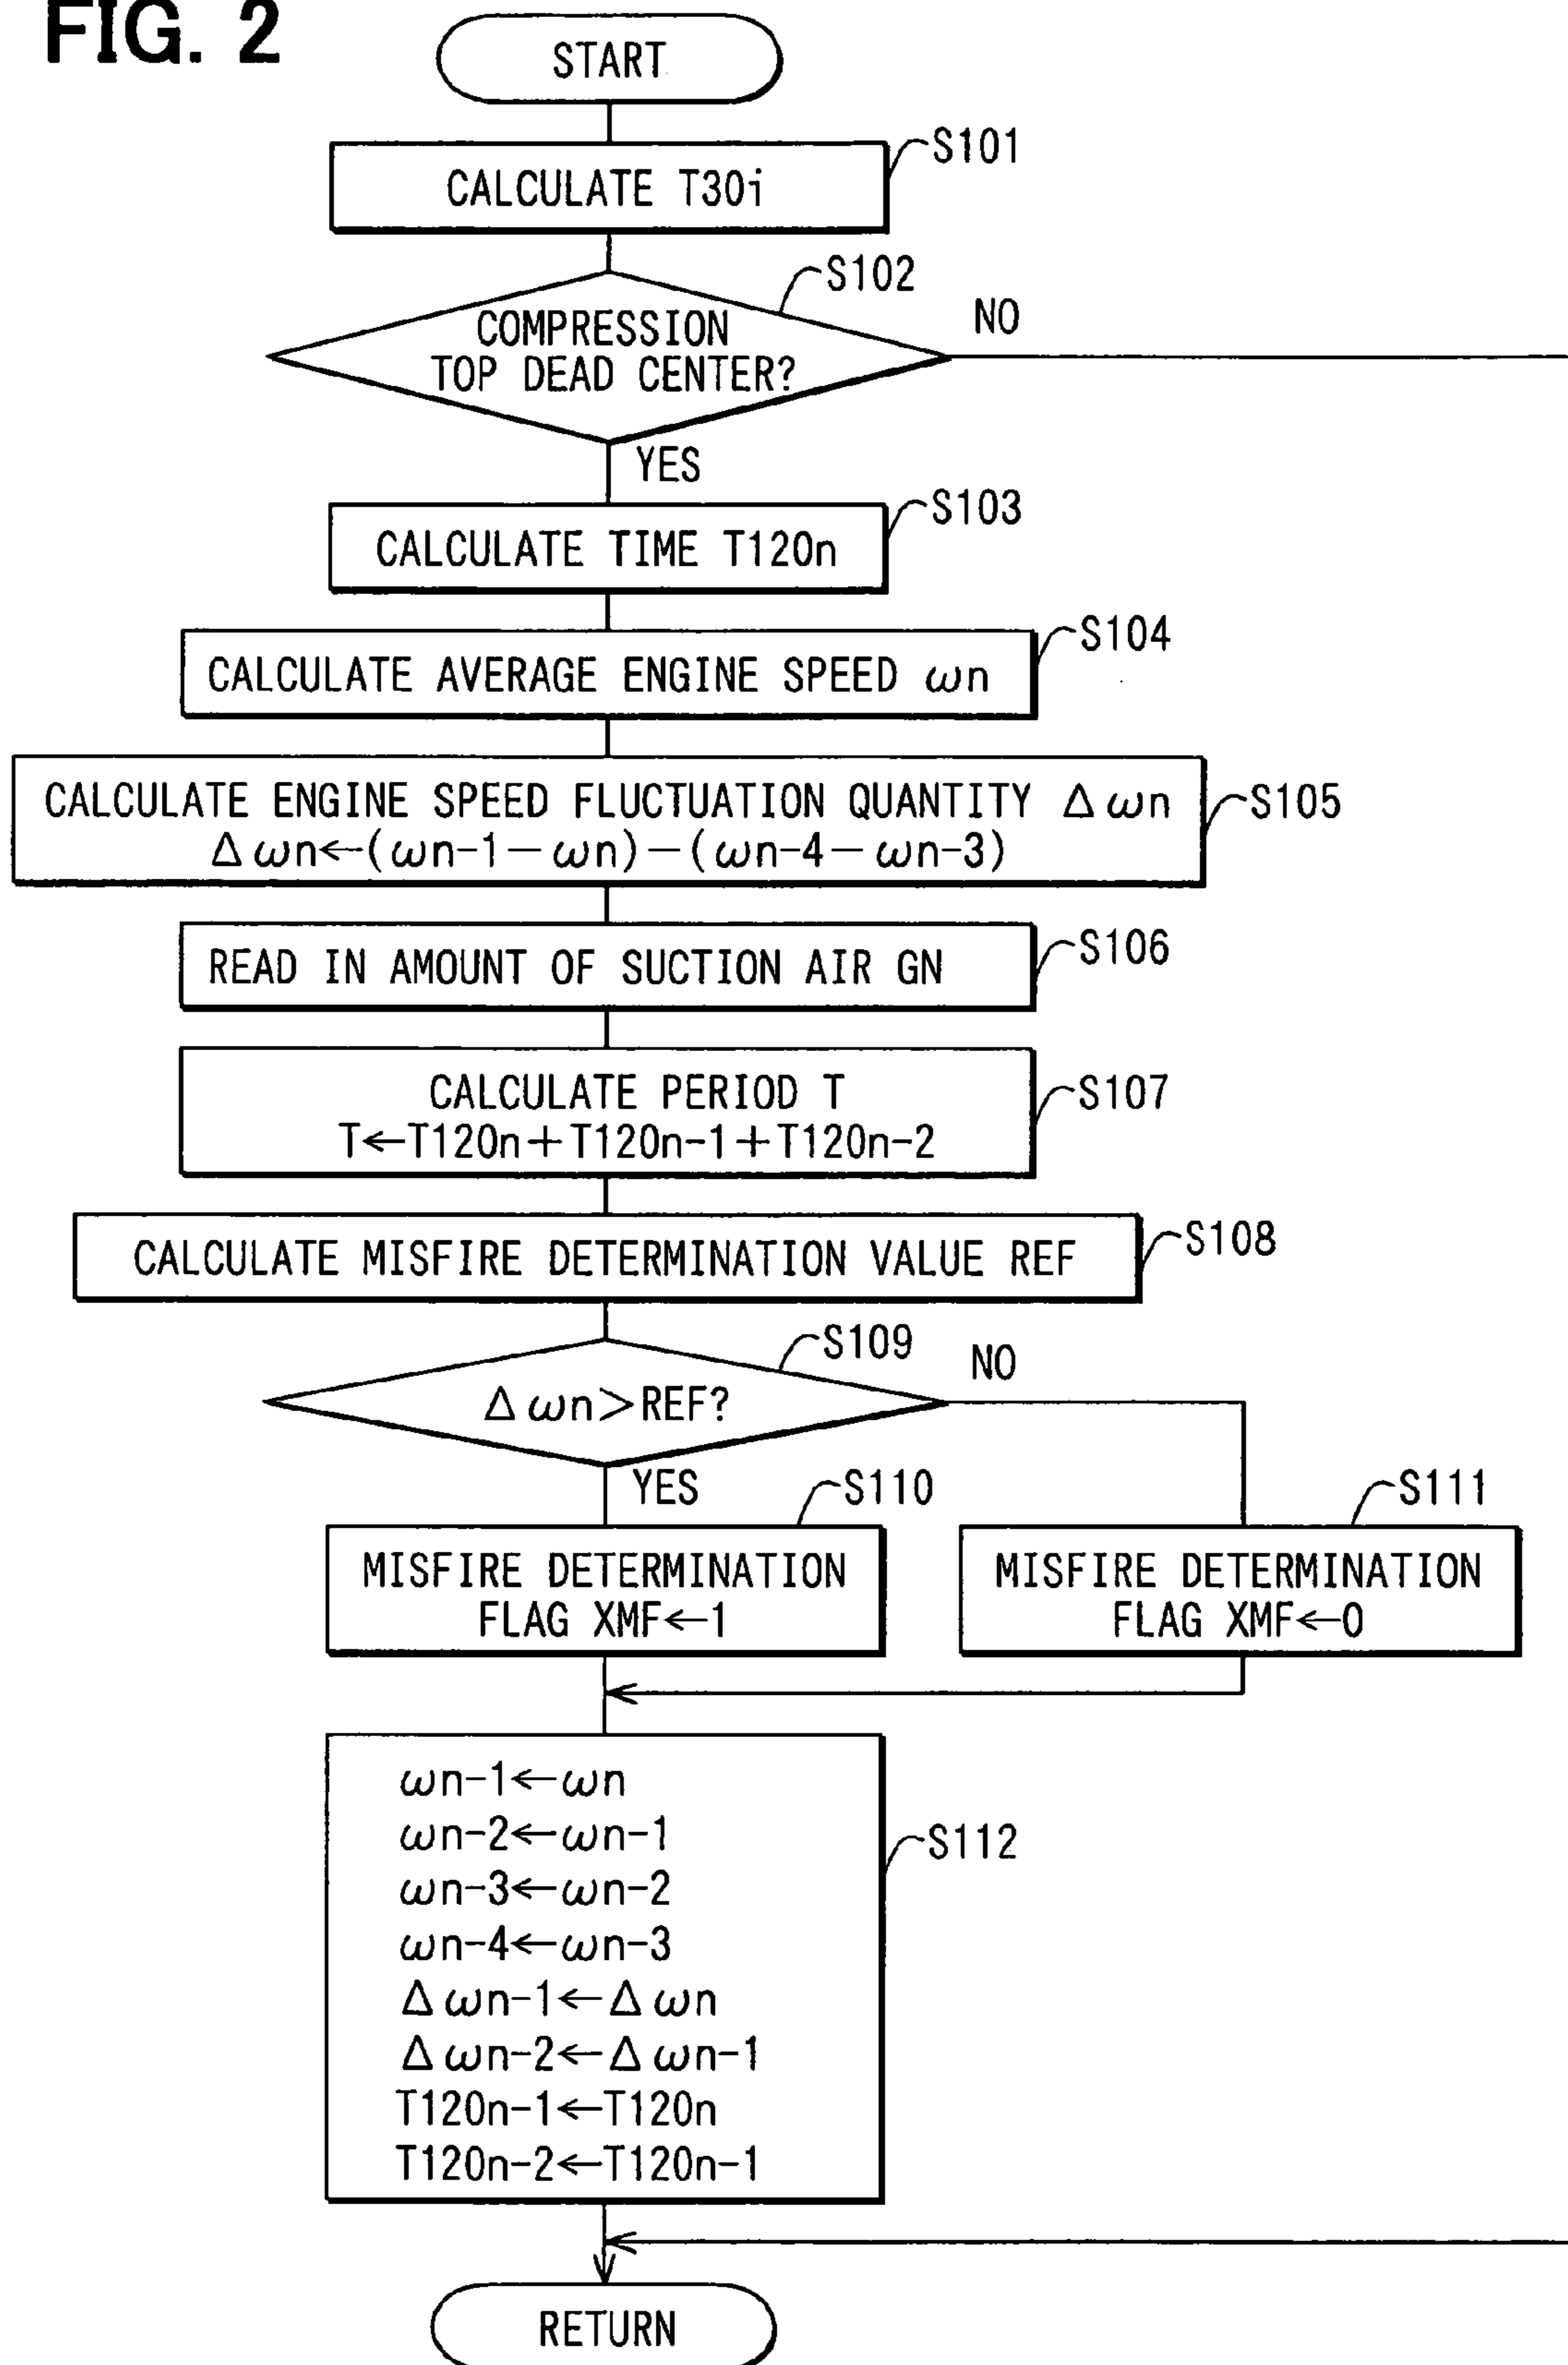 FIG. 2
START
CALCULATE T30i
S101
COMPRESSION
TOP DEAD CENTER?
S102
NO
YES
CALCULATE TIME T120n
S103
CALCULATE AVERAGE ENGINE SPEED ωn
S104
CALCULATE ENGINE SPEED FLUCTUATION QUANTITY Δωn
Δωn←(ωn-1−ωn)−(ωn-4−ωn-3)
S105
READ IN AMOUNT OF SUCTION AIR GN
S106
CALCULATE PERIOD T
T←T120n+T120n-1+T120n-2
S107
CALCULATE MISFIRE DETERMINATION VALUE REF
S108
Δωn>REF?
S109
NO
YES
MISFIRE DETERMINATION
FLAG XMF←1
S110
MISFIRE DETERMINATION
FLAG XMF←0
S111
ωn-1←ωn
ωn-2←ωn-1
ωn-3←ωn-2
ωn-4←ωn-3
Δωn-1←Δωn
Δωn-2←Δωn-1
T120n-1←T120n
T120n-2←T120n-1
S112
RETURN